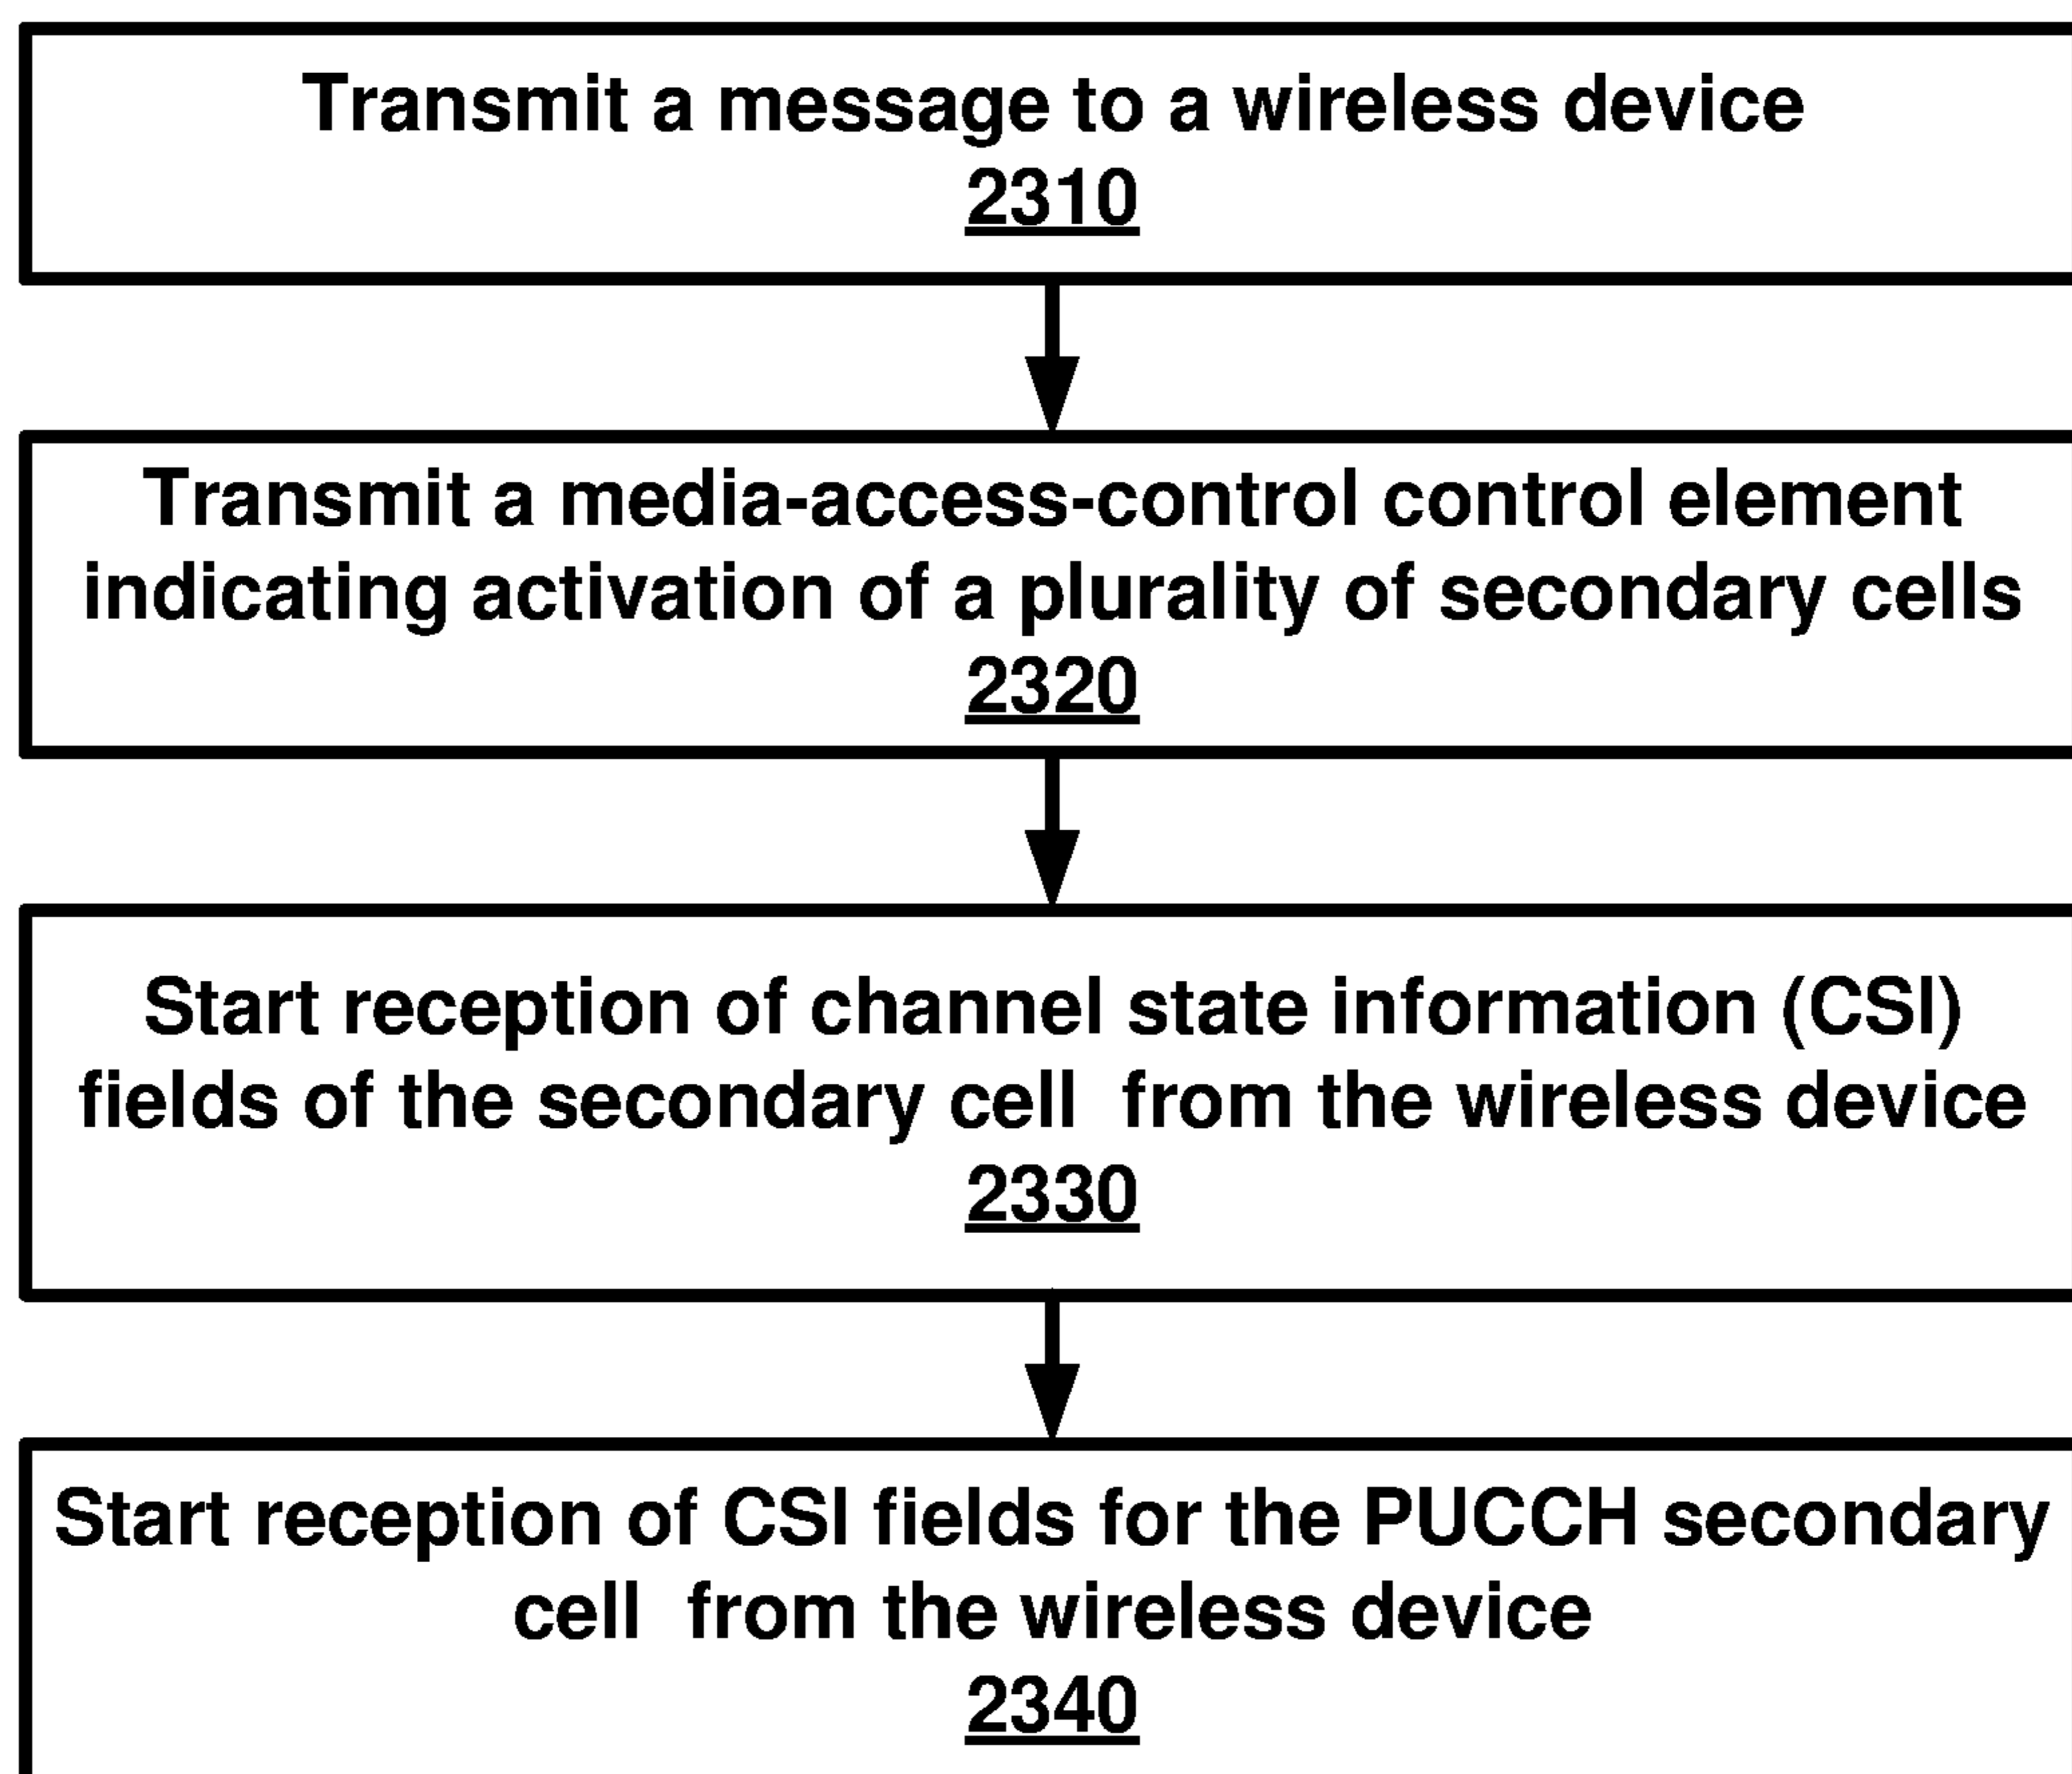 Transmit a message to a wireless device
2310
Transmit a media-access-control control element
indicating activation of a plurality of secondary cells
2320
Start reception of channel state information (CSI)
fields of the secondary cell  from the wireless device
2330
Start reception of CSI fields for the PUCCH secondary
cell  from the wireless device
2340